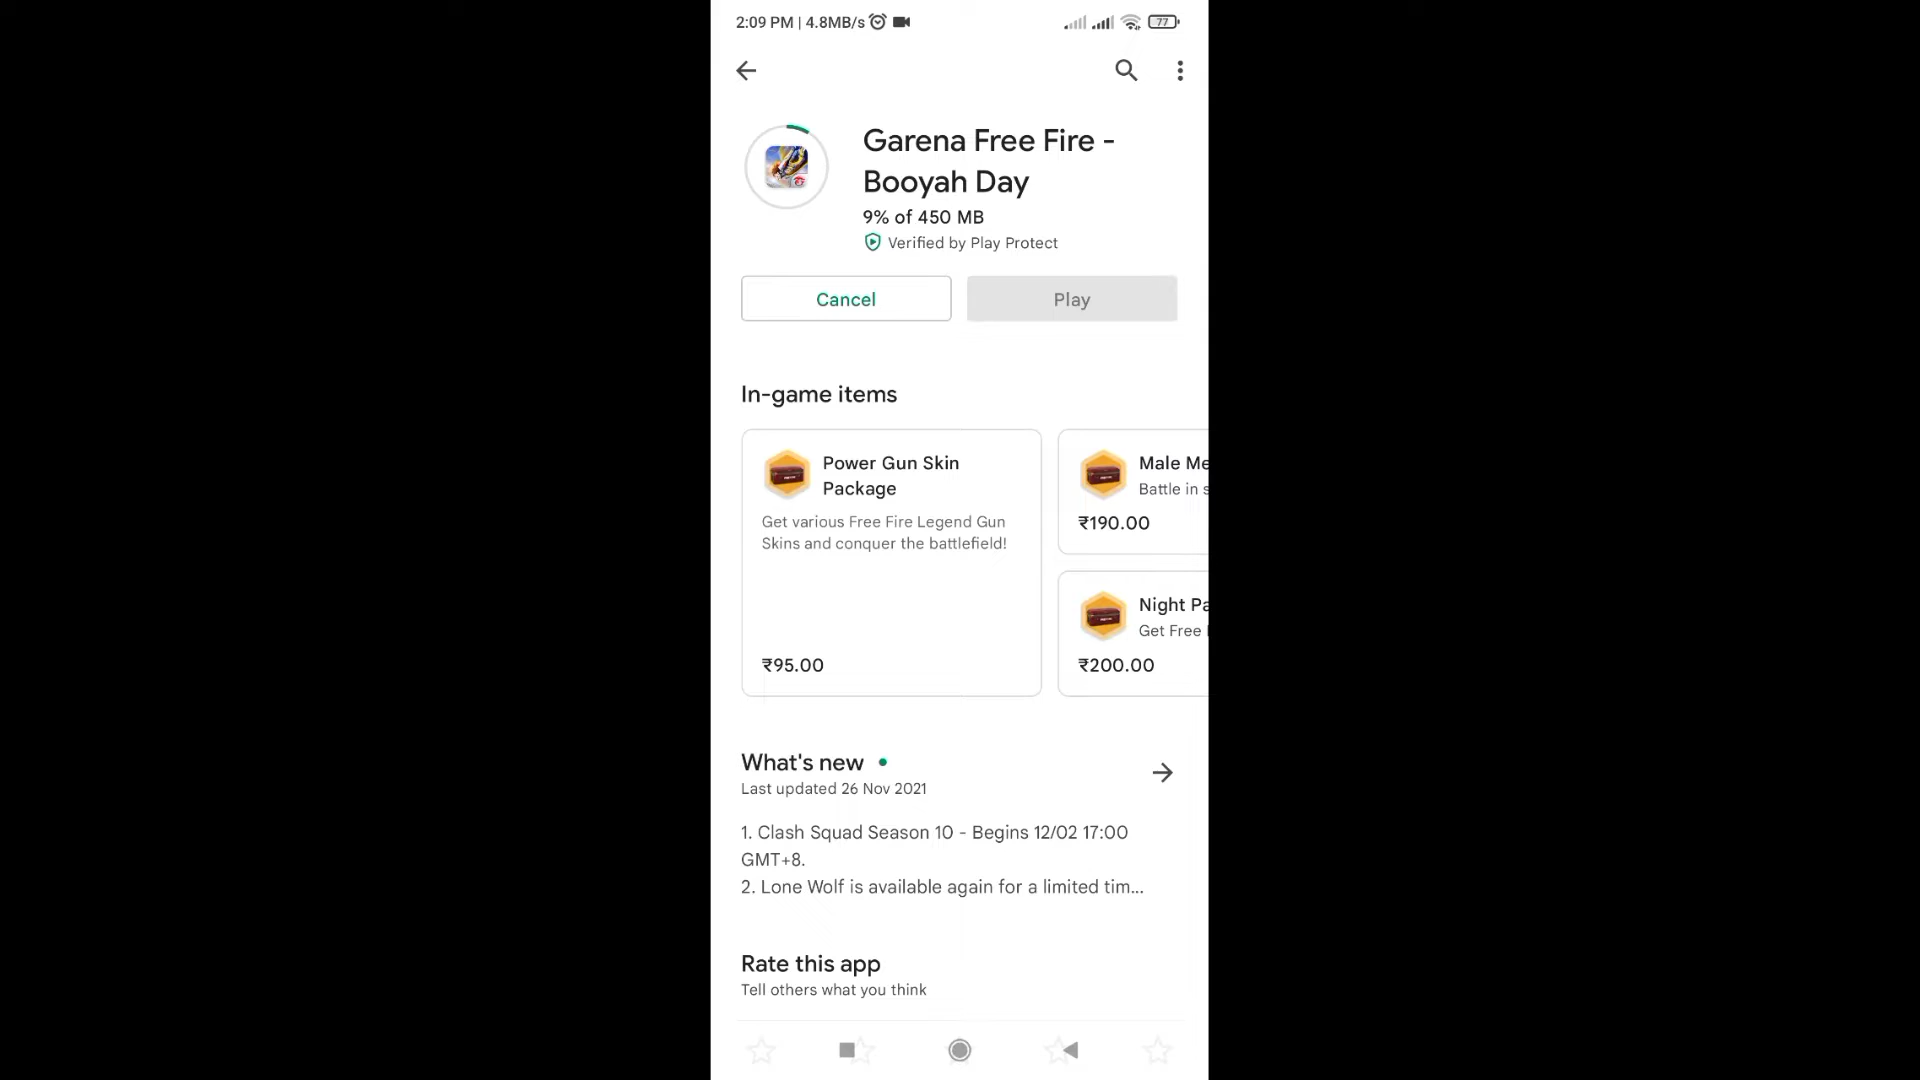 2:09 PM | 4.8MB/s
77
Garena Free Fire -
Booyah Day
9% of 450 MB
Verified by Play Protect
Cancel
Play
In-game items
Power Gun Skin
Package
Get various Free Fire Legend Gun
Skins and conquer the battlefield!
₹95.00
Male Me
Battle in s
₹190.00
Night Pa
Get Free
₹200.00
What's new
Last updated 26 Nov 2021
1. Clash Squad Season 10 - Begins 12/02 17:00
GMT+8.
2. Lone Wolf is available again for a limited tim...
Rate this app
Tell others what you think